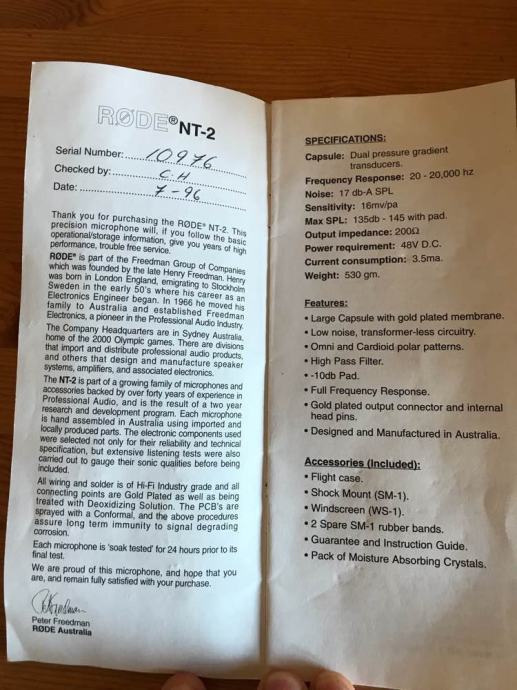 RØDE® NT-2
Serial Number: 10976
Checked by: C.H
Date: 7-96
Thank you for purchasing the RØDE® NT-2. This
precision microphone will, if you follow the basic
operational/storage information, give you years of high
performance, trouble free service.
RØDE® is part of the Freedman Group of Companies
which was founded by the late Henry Freedman. Henry
was born in London England, emigrating to Stockholm
Sweden in the early 50's where his career as an
Electronics Engineer began. In 1966 he moved his
family to Australia and established Freedman
Electronics, a pioneer in the Professional Audio Industry.
The Company Headquarters are in Sydney Australia,
home of the 2000 Olympic games. There are divisions
that import and distribute professional audio products,
and others that design and manufacture speaker
systems, amplifiers, and associated electronics.
The NT-2 is part of a growing family of microphones and
accessories backed by over forty years of experience in
Professional Audio, and is the result of a two year
research and development program. Each microphone
is hand assembled in Australia using imported and
locally produced parts. The electronic components used
were selected not only for their reliability and technical
specification, but extensive listening tests were also
carried out to gauge their sonic qualities before being
included.
All wiring and solder is of Hi-Fi Industry grade and all
connecting points are Gold Plated as well as being
treated with Deoxidizing Solution. The PCB's are
sprayed with a Conformal, and the above procedures
assure long term immunity to signal degrading
corrosion.
Each microphone is 'soak tested' for 24 hours prior to its
final test.
We are proud of this microphone, and hope that you
are, and remain fully satisfied with your purchase.
Peter Freedman
RØDE Australia
SPECIFICATIONS:
Capsule: Dual pressure gradient
transducers.
Frequency Response: 20 - 20,000 hz
Noise: 17 db-A SPL
Sensitivity: 16mv/pa
Max SPL: 135db - 145 with pad.
Output impedance: 200Ω
Power requirement: 48V D.C.
Current consumption: 3.5ma.
Weight: 530 gm.
Features:
• Large Capsule with gold plated membrane.
• Low noise, transformer-less circuitry.
• Omni and Cardioid polar patterns.
• High Pass Filter.
• -10db Pad.
• Full Frequency Response.
• Gold plated output connector and internal
head pins.
• Designed and Manufactured in Australia.
Accessories (Included):
• Flight case.
• Shock Mount (SM-1).
• Windscreen (WS-1).
• 2 Spare SM-1 rubber bands.
• Guarantee and Instruction Guide.
• Pack of Moisture Absorbing Crystals.